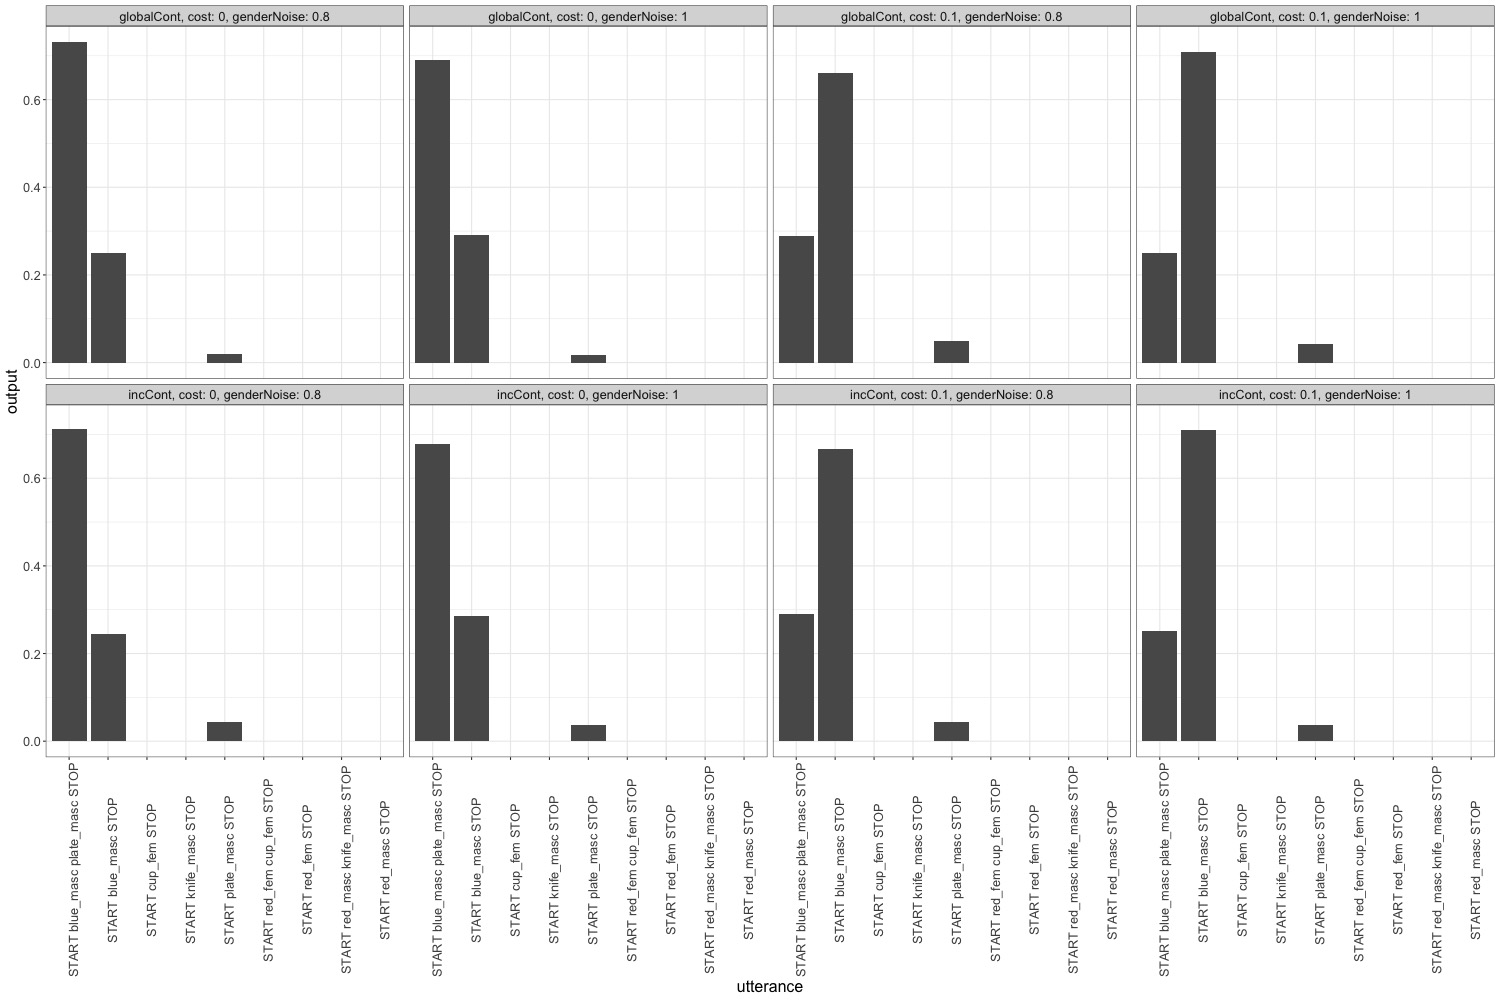 globalCont, cost: 0, genderNoise: 0.8
globalCont, cost: 0, genderNoise: 1
globalCont, cost: 0.1, genderNoise: 0.8
globalCont, cost: 0.1, genderNoise: 1
0.6
0.4
0.2
0.0
output
incCont, cost: 0, genderNoise: 0.8
incCont, cost: 0, genderNoise: 1
incCont, cost: 0.1, genderNoise: 0.8
incCont, cost: 0.1, genderNoise: 1
0.6
0.4
0.2
0.0
START blue_masc plate_masc STOP
START blue_masc STOP
START cup_fem STOP
START knife_masc STOP
START plate_masc STOP
START red_fem cup_fem STOP
START red_fem STOP
START red_masc knife_masc STOP
START red_masc STOP
START blue_masc plate_masc STOP
START blue_masc STOP
START cup_fem STOP
START knife_masc STOP
START plate_masc STOP
START red_fem cup_fem STOP
START red_fem STOP
START red_masc knife_masc STOP
START red_masc STOP
START blue_masc plate_masc STOP
START blue_masc STOP
START cup_fem STOP
START knife_masc STOP
START plate_masc STOP
START red_fem cup_fem STOP
START red_fem STOP
START red_masc knife_masc STOP
START red_masc STOP
START blue_masc plate_masc STOP
START blue_masc STOP
START cup_fem STOP
START knife_masc STOP
START plate_masc STOP
START red_fem cup_fem STOP
START red_fem STOP
START red_masc knife_masc STOP
START red_masc STOP
utterance